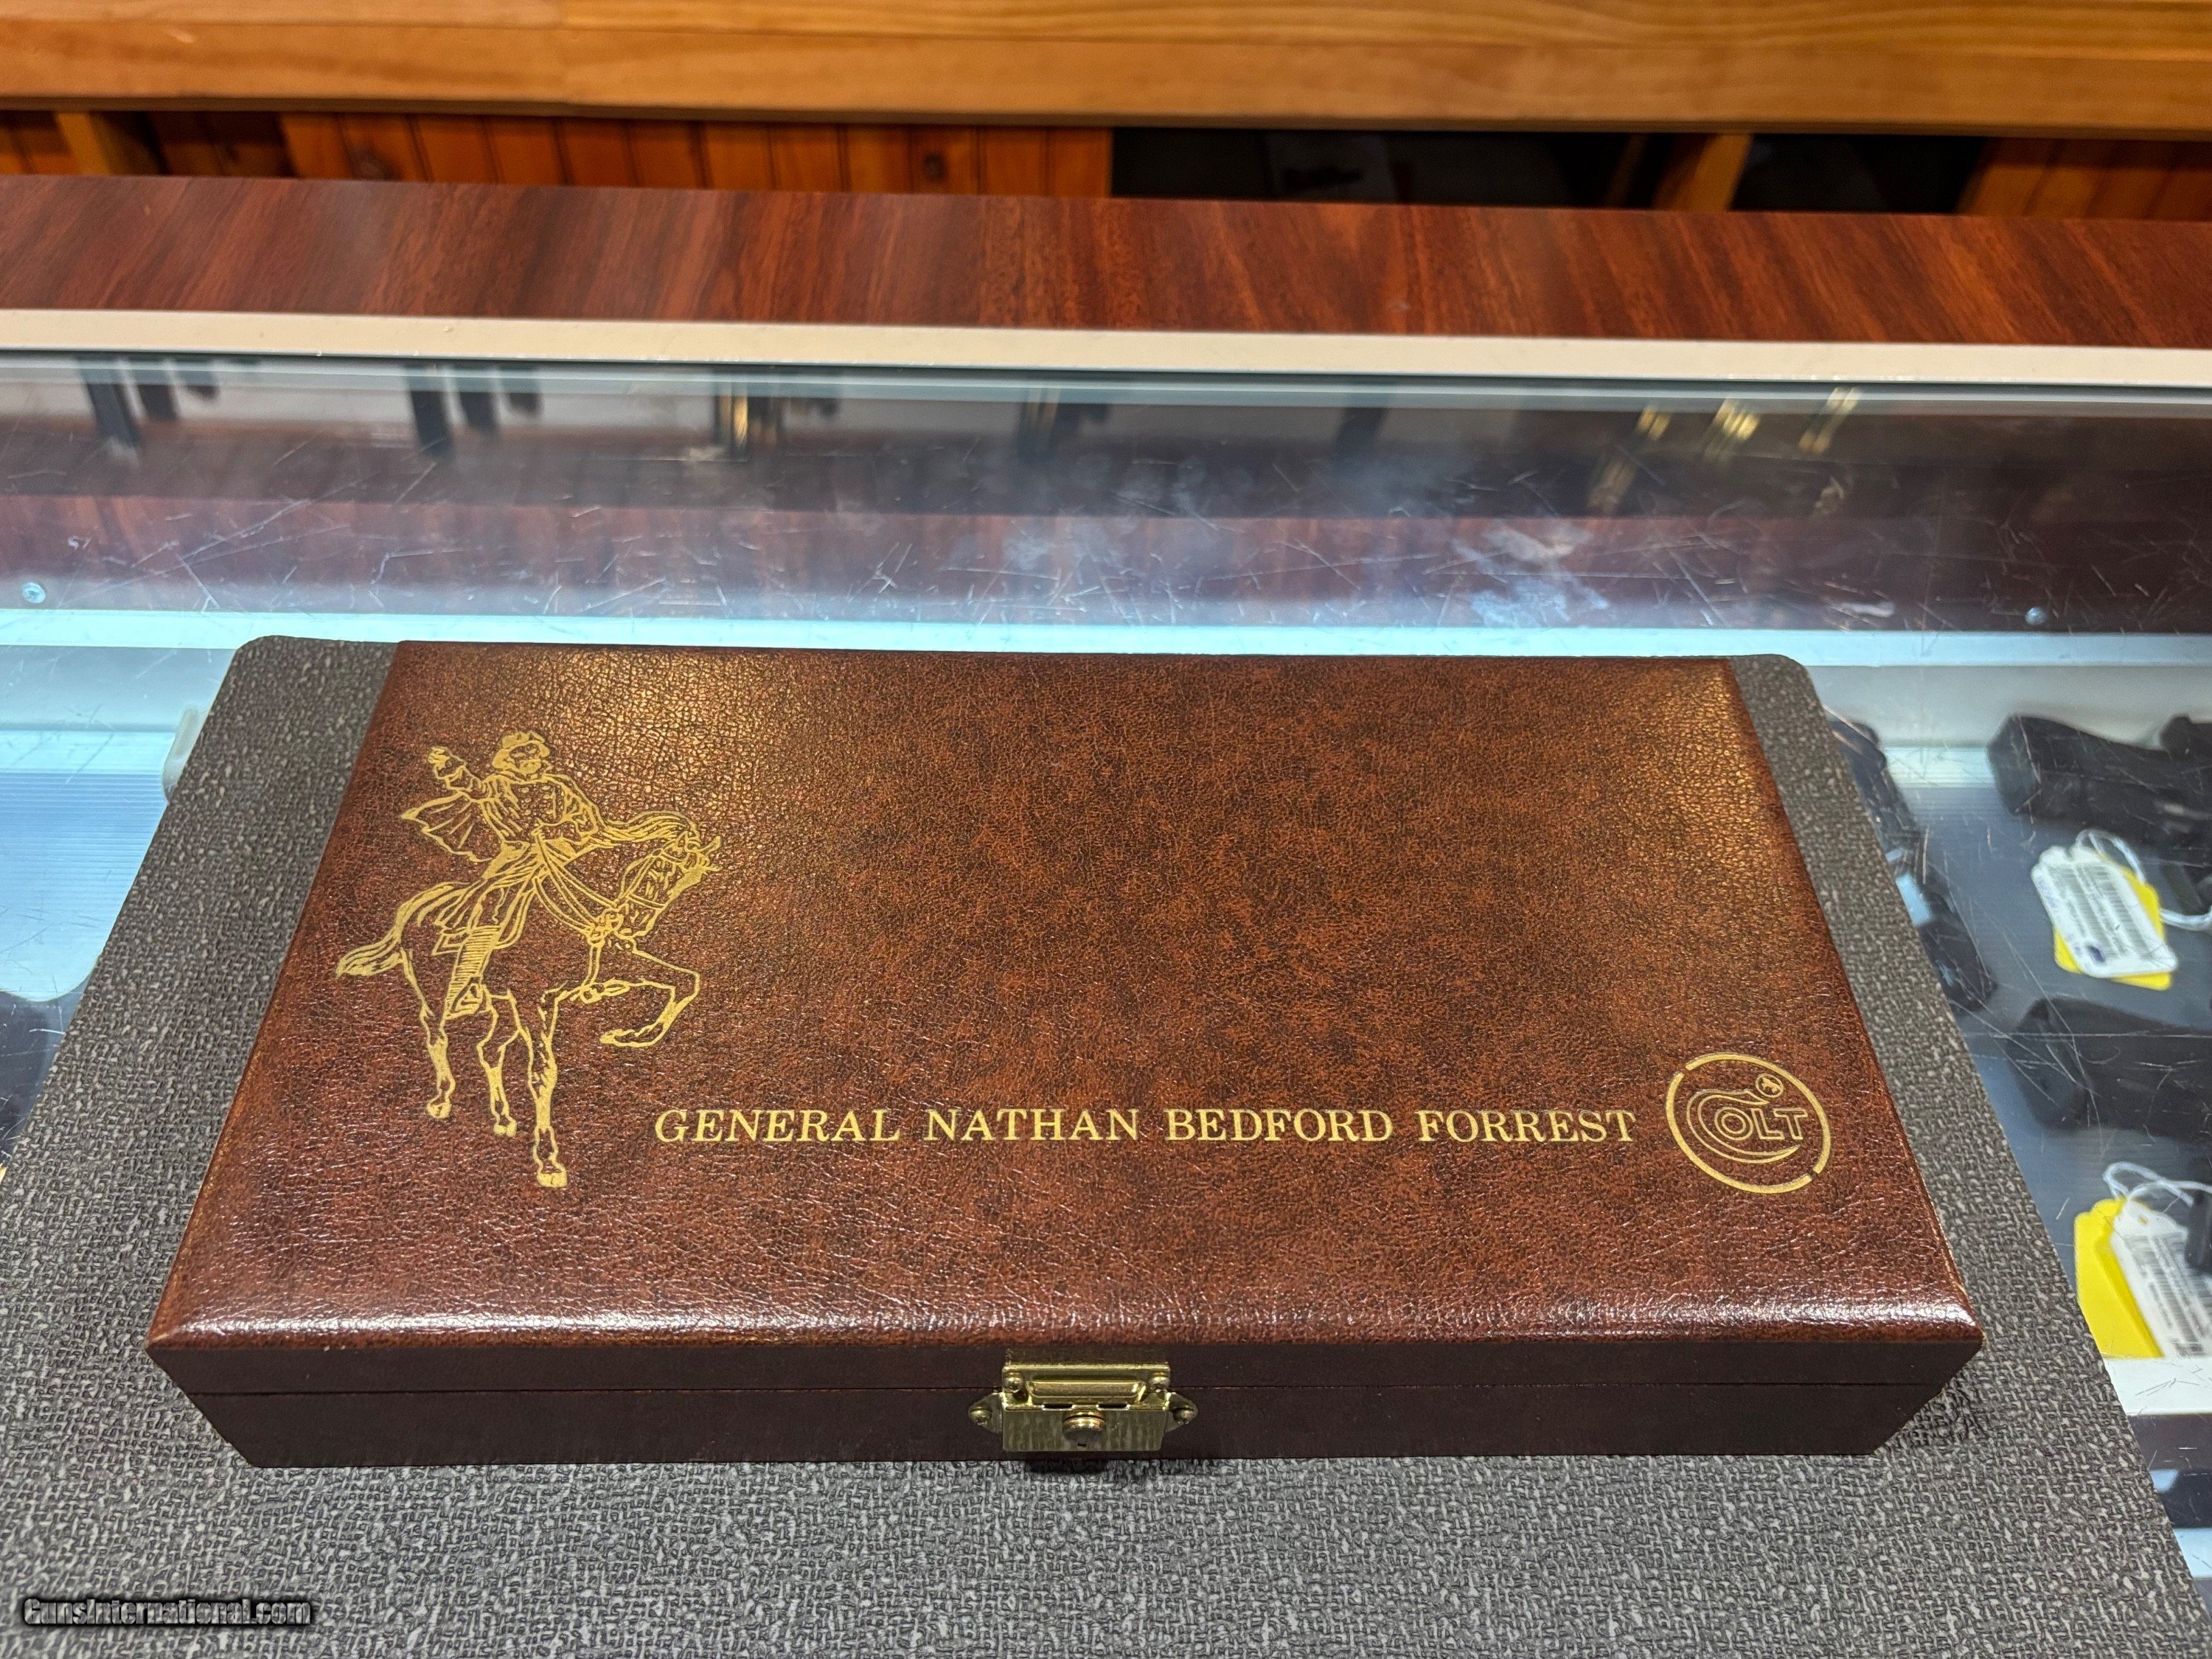 GENERAL NATHAN BEDFORD FORREST
COLT
GunsInternational.com